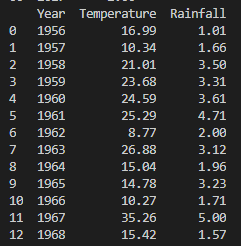 Year Temperature Rainfall
0 1956 16.99 1.01
1 1957 10.34 1.66
2 1958 21.01 3.50
3 1959 23.68 3.31
4 1960 24.59 3.61
5 1961 25.29 4.71
6 1962 8.77 2.00
7 1963 26.88 3.12
8 1964 15.04 1.96
9 1965 14.78 3.23
10 1966 10.27 1.71
11 1967 35.26 5.00
12 1968 15.42 1.57